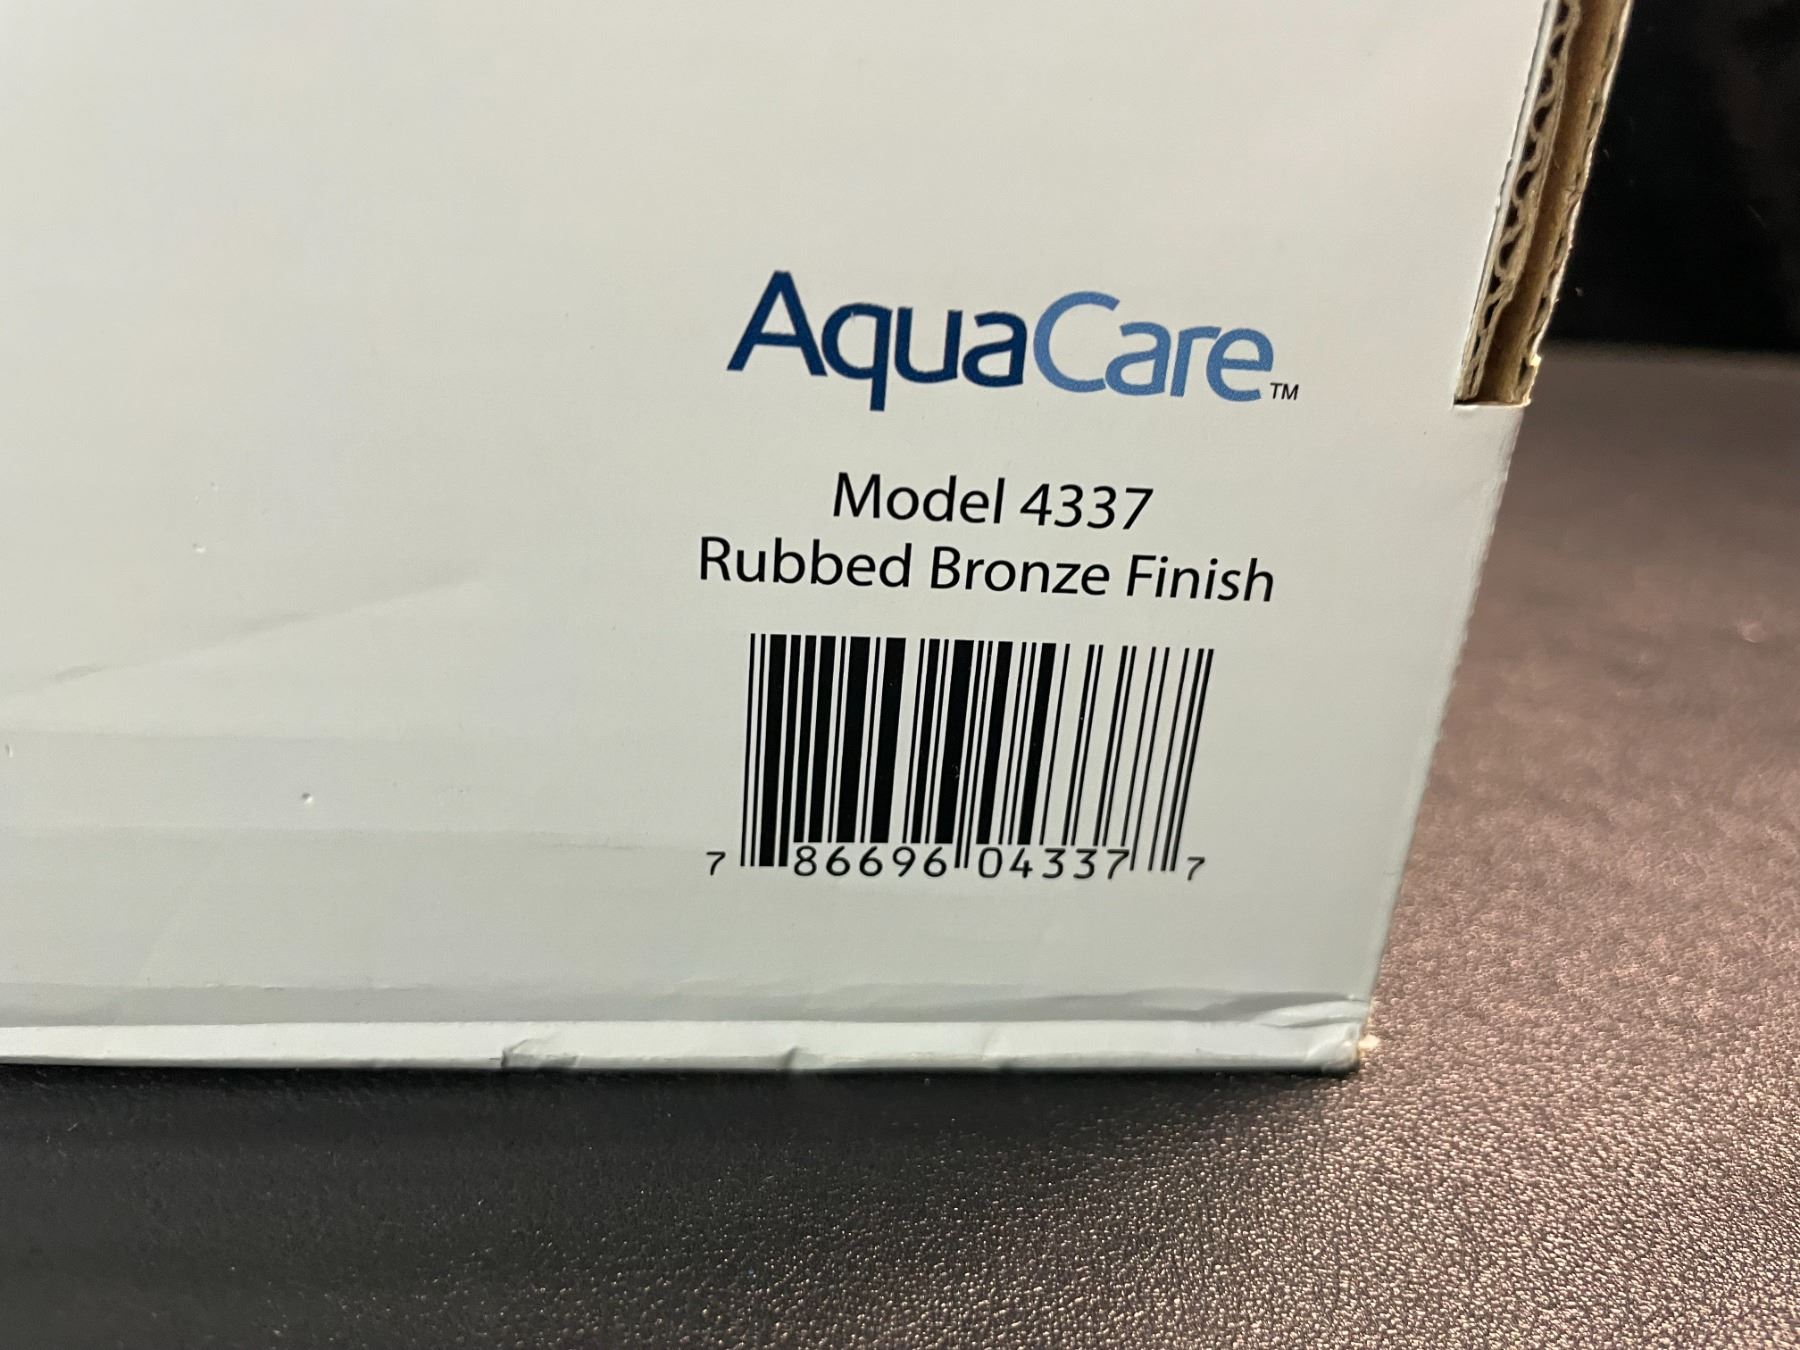 AquaCare™
Model 4337
Rubbed Bronze Finish
7 86696 04337 7